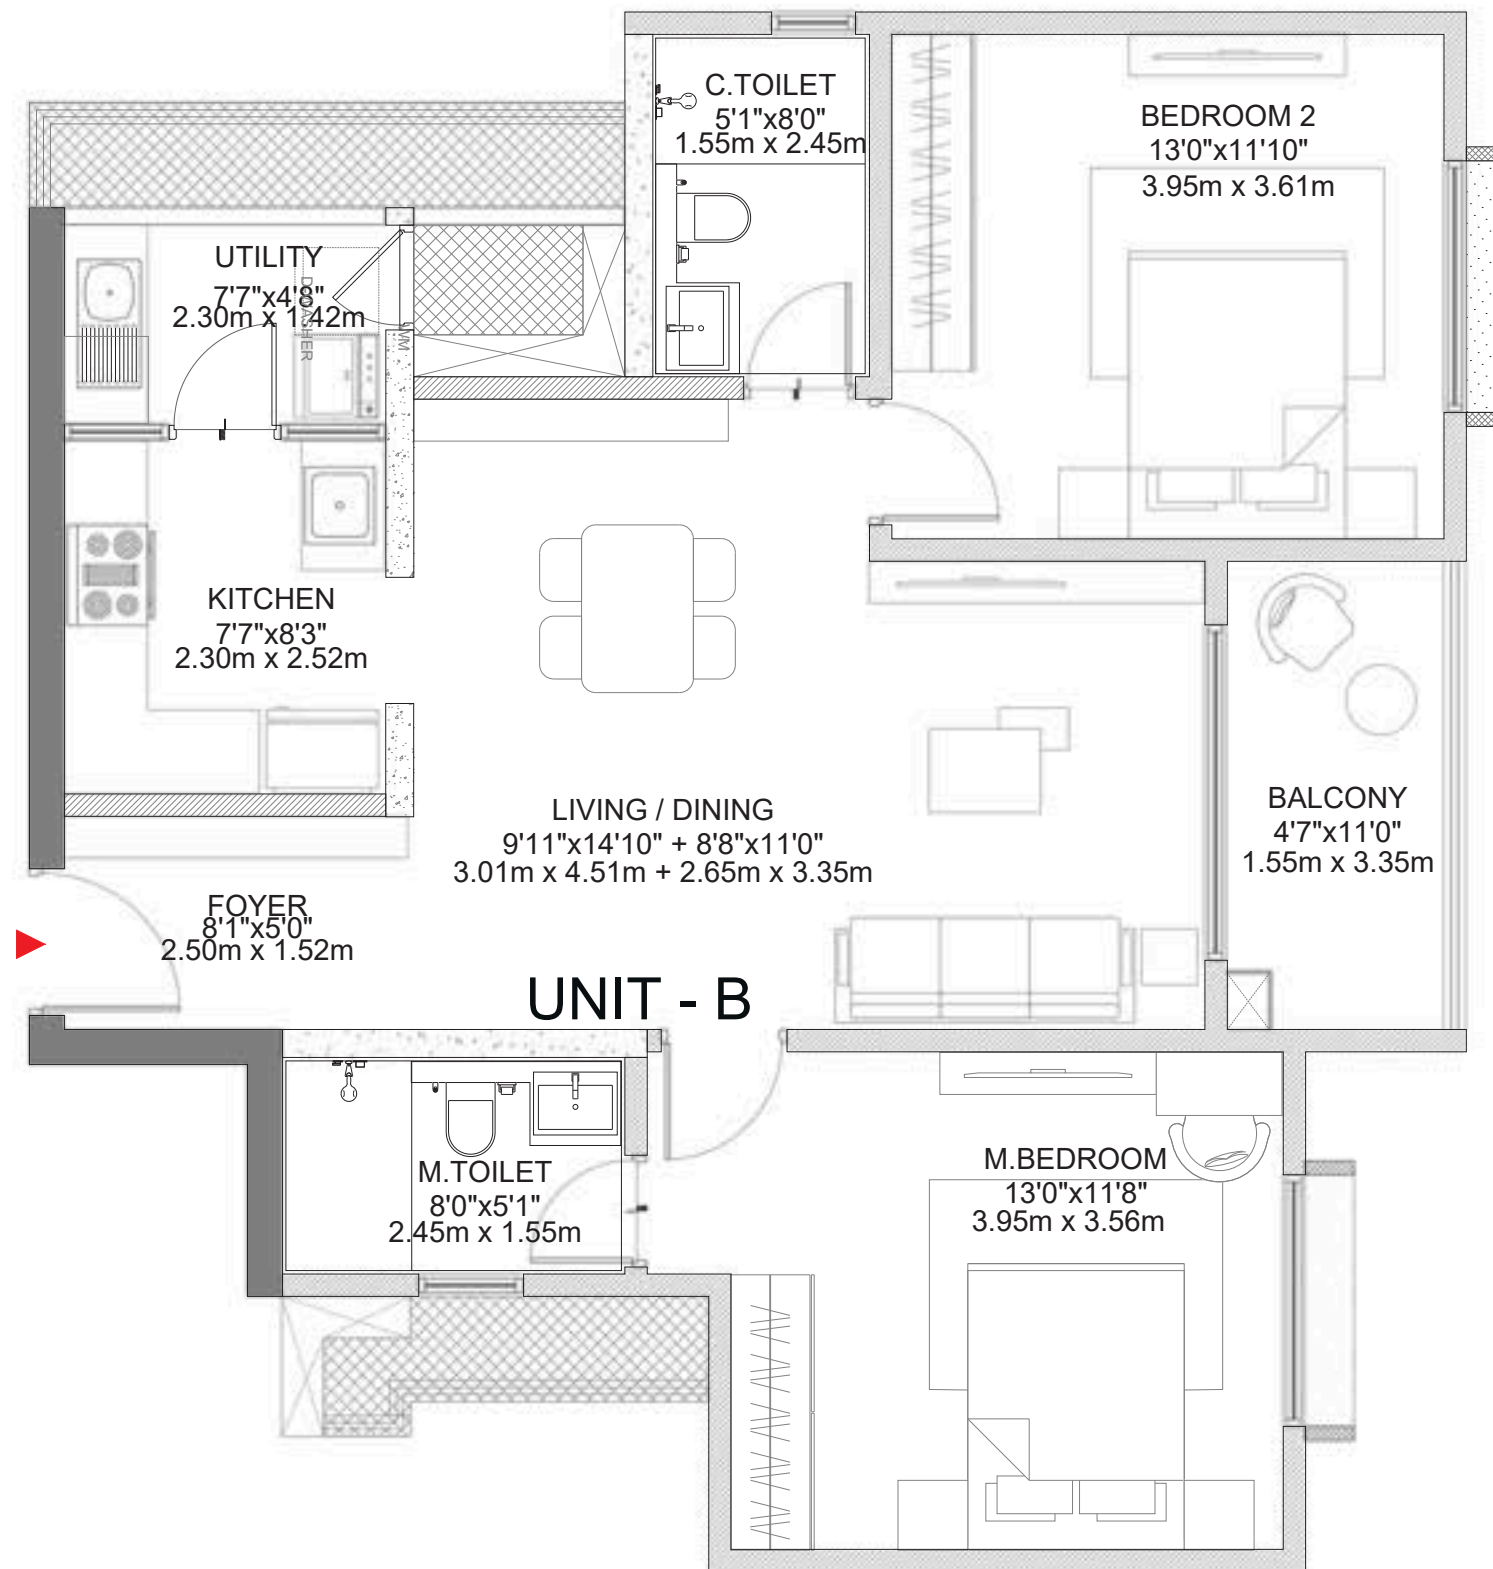 C.TOILET
5'1"x8'0"
1.55m x 2.45m
BEDROOM 2
13'0"x11'10"
3.95m x 3.61m
UTILITY
2.30m x 1.42m
KITCHEN
7'7"x8'3"
2.30m x 2.52m
LIVING / DINING
9'11"x14'10" + 8'8"x11'0"
3.01m x 4.51m + 2.65m x 3.35m
BALCONY
4'7"x11'0"
1.55m x 3.35m
FOYER
8'1"x5'0"
2.50m x 1.52m
UNIT - B
M.TOILET
8'0"x5'1"
2.45m x 1.55m
M.BEDROOM
13'0"x11'8"
3.95m x 3.56m